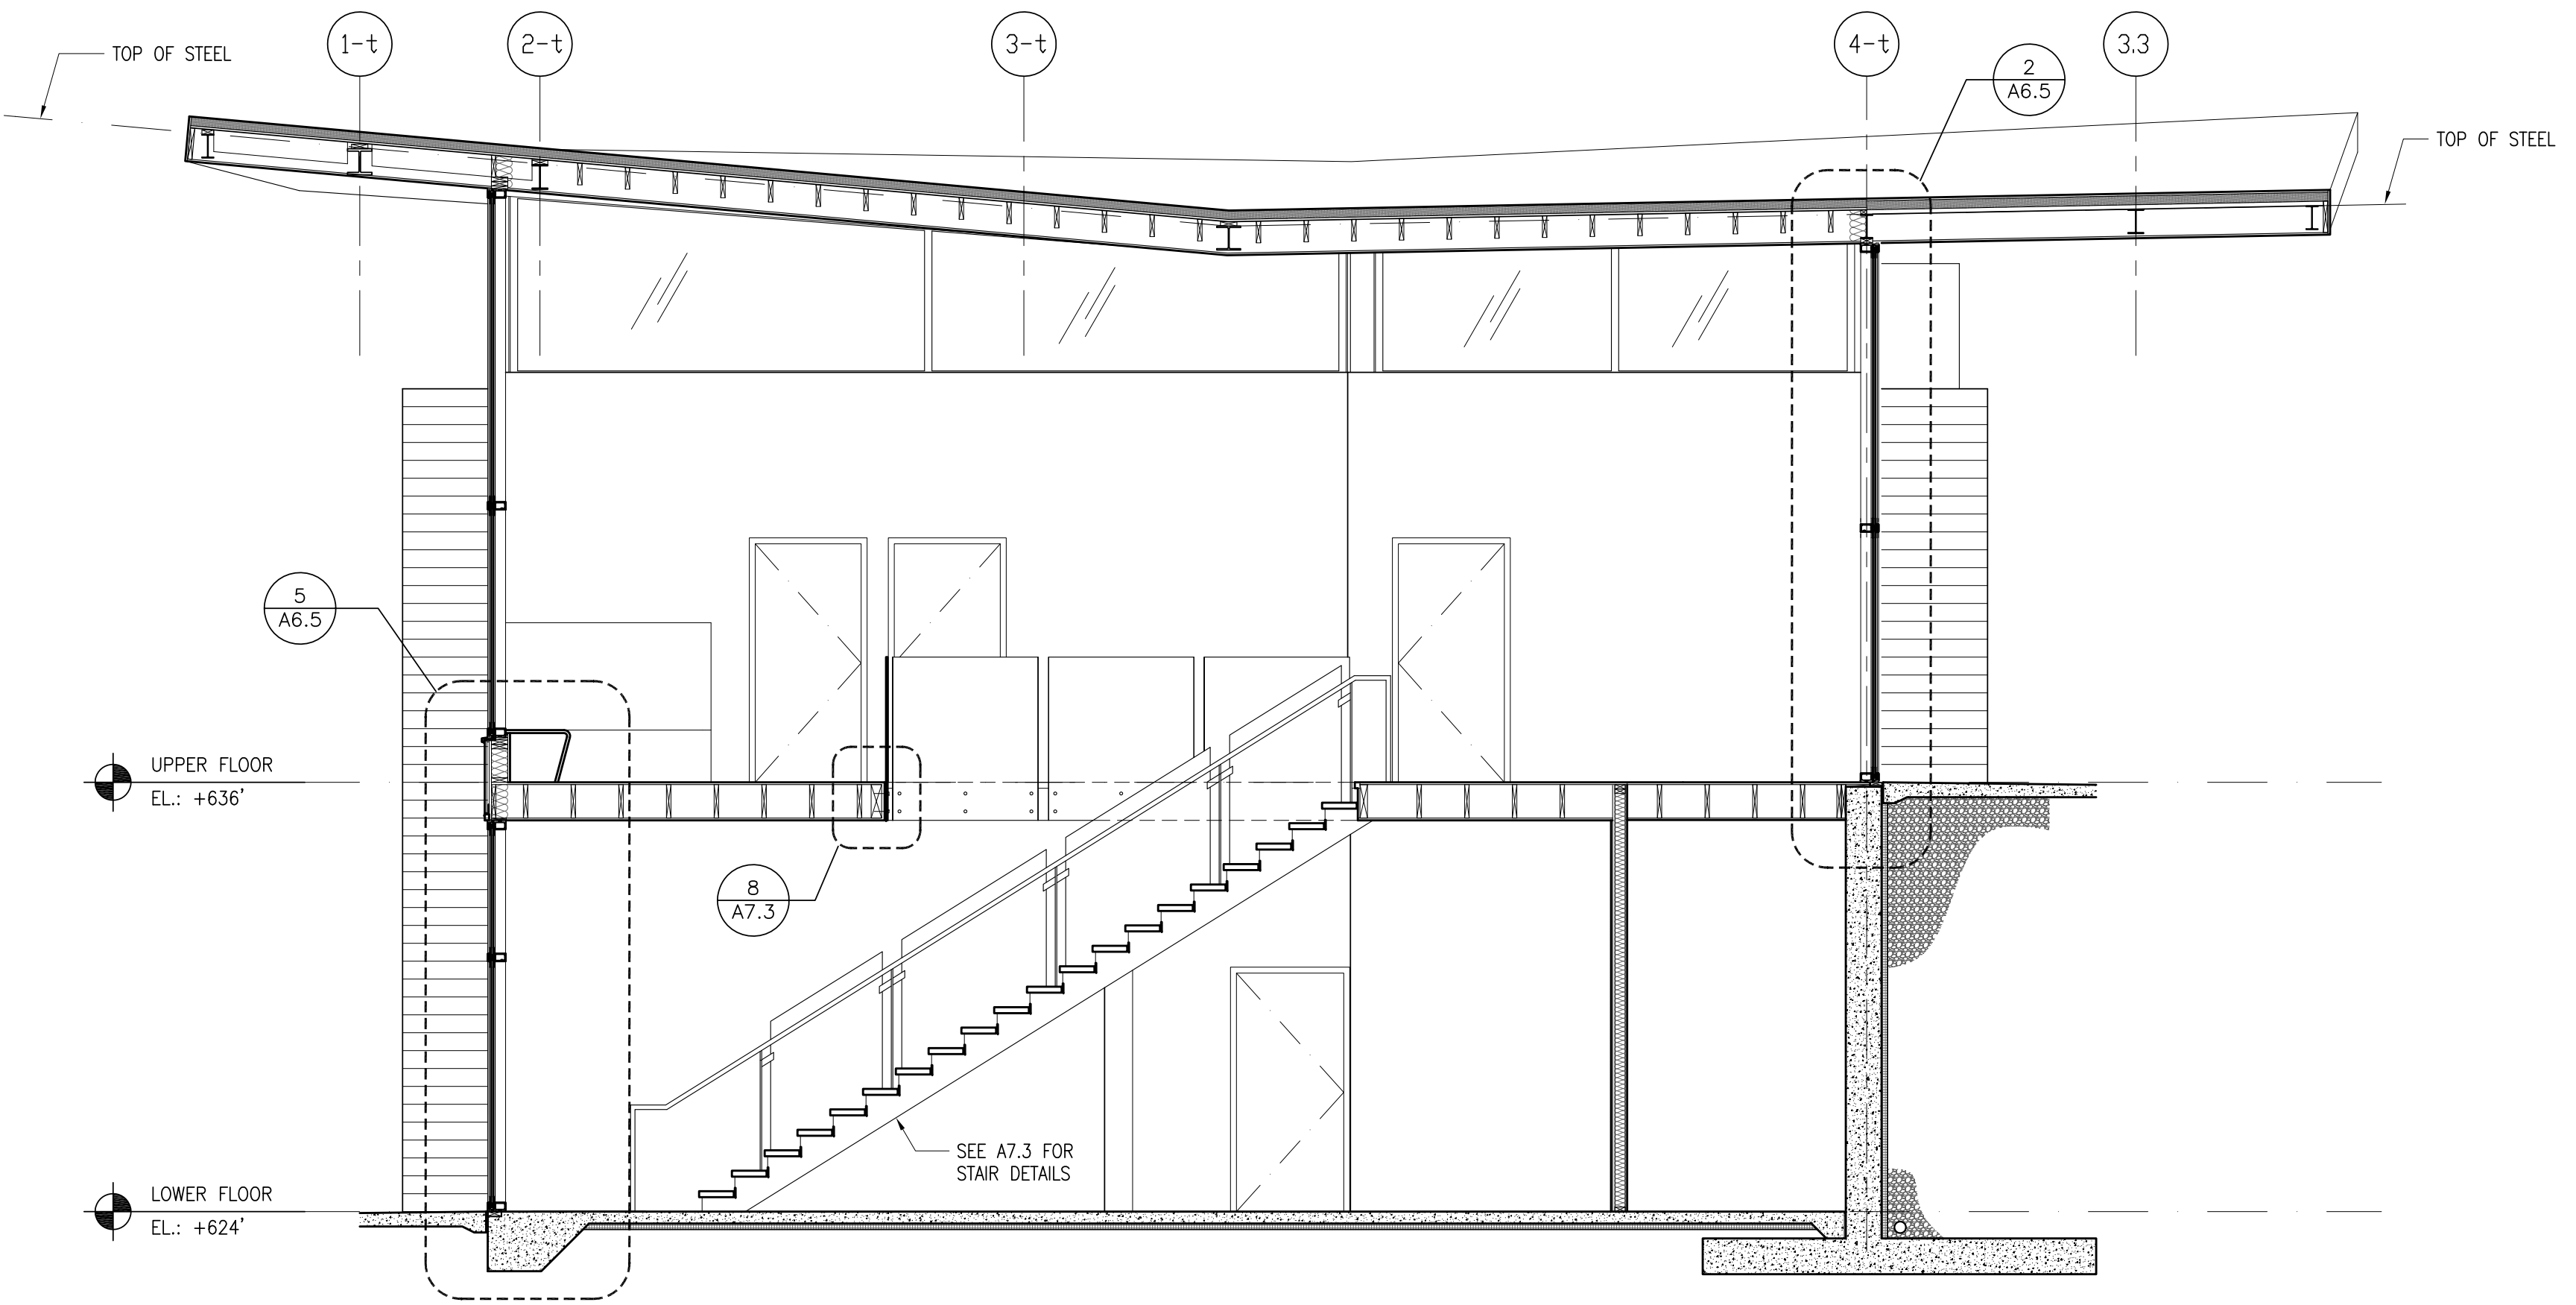 1-t
2-t
3-t
4-t
3.3
TOP OF STEEL
2
A6.5
TOP OF STEEL
5
A6.5
UPPER FLOOR
EL.: +636'
8
A7.3
SEE A7.3 FOR
STAIR DETAILS
LOWER FLOOR
EL.: +624'